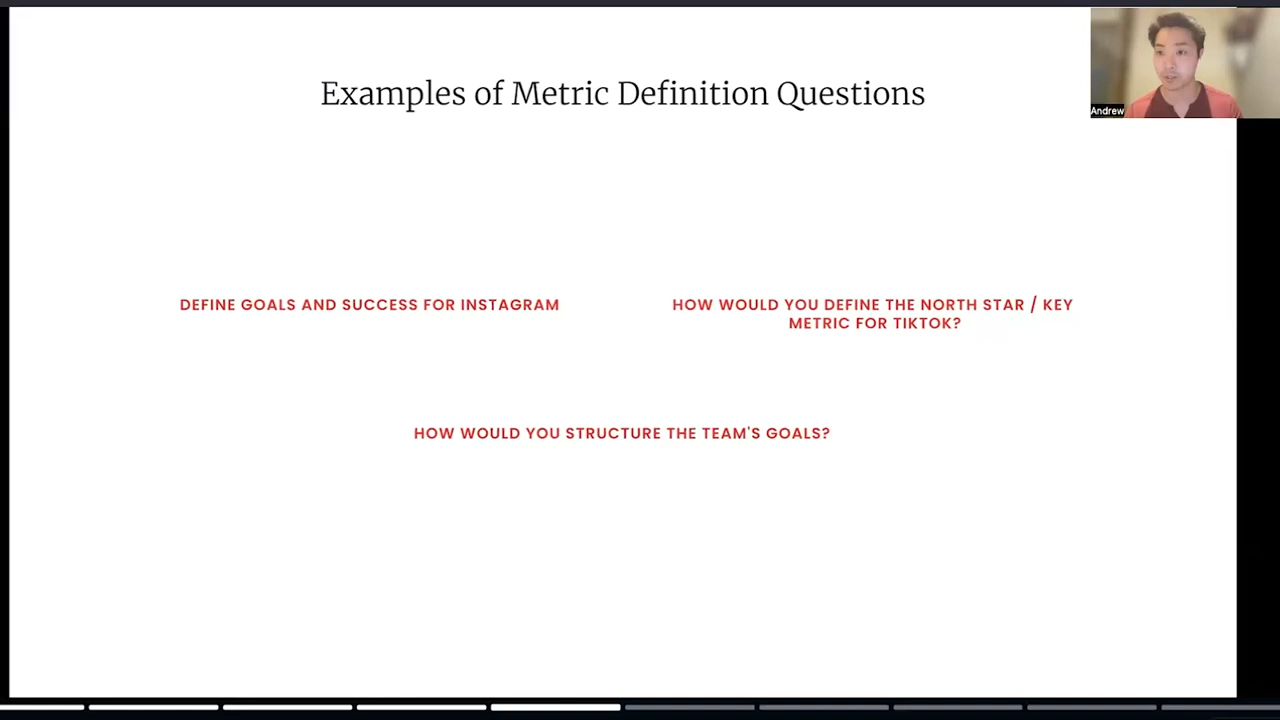 Examples of Metric Definition Questions
Andrew
DEFINE GOALS AND SUCCESS FOR INSTAGRAM
HOW WOULD YOU DEFINE THE NORTH STAR / KEY
METRIC FOR TIKTOK?
HOW WOULD YOU STRUCTURE THE TEAM'S GOALS?